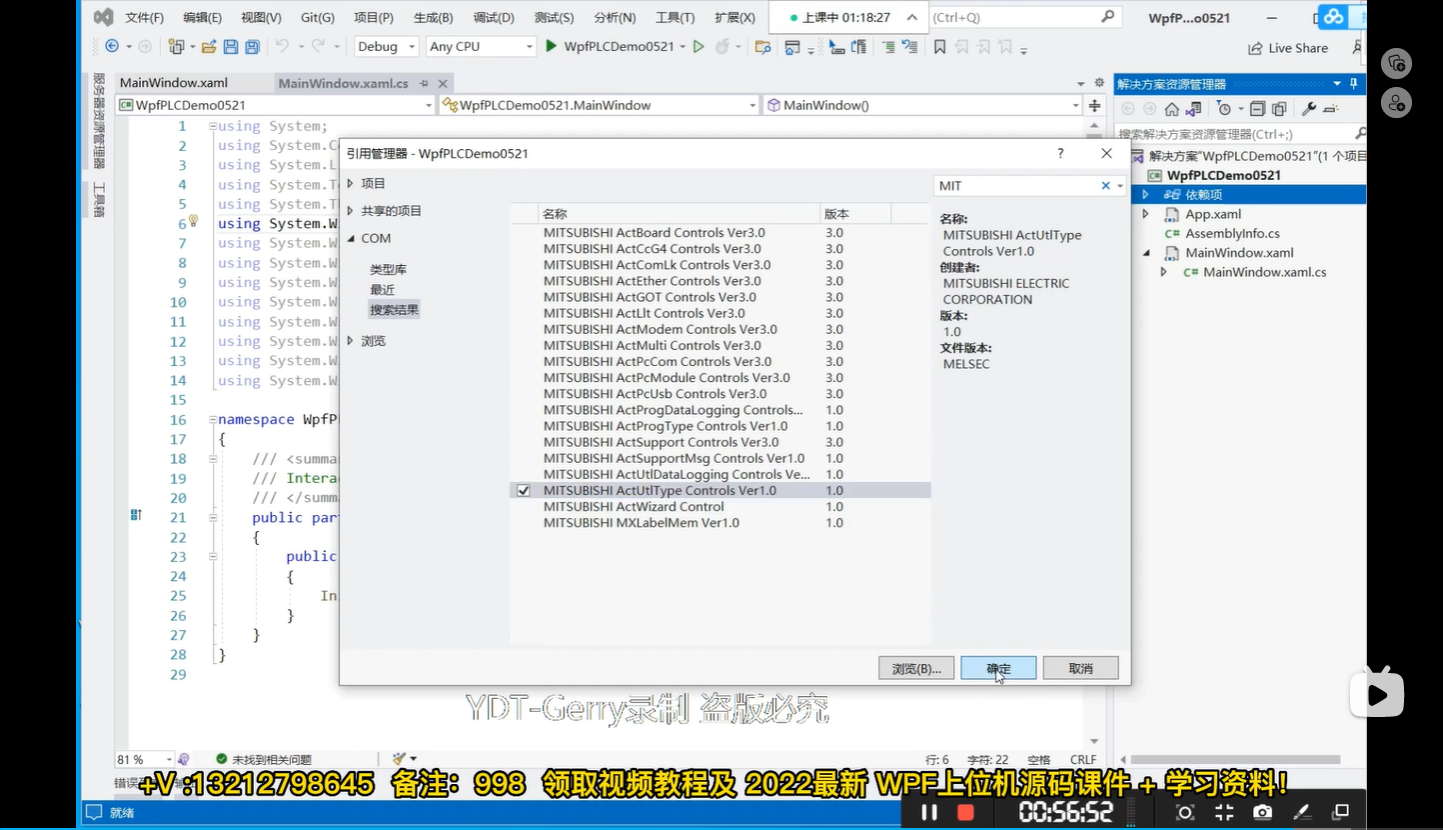 文件(F) 编辑(E) 视图(V) Git(G) 项目(P) 生成(B) 调试(D) 测试(S) 分析(N) 工具(T) 扩展(X) 上课中 01:18:27 (Ctrl+Q) WpfP...o0521
Debug Any CPU WpfPLCDemo0521 Live Share
MainWindow.xaml MainWindow.xaml.cs
WpfPLCDemo0521 WpfPLCDemo0521.MainWindow MainWindow()
服务器资源管理器
工具箱
1 using System;
2 using System.C
3 using System.L
4 using System.T
5 using System.T
6 using System.W
7 using System.W
8 using System.W
9 using System.W
10 using System.W
11 using System.W
12 using System.W
13 using System.W
14 using System.W
15
16 namespace WpfP
17 {
18 /// <summa
19 /// Intera
20 /// </summ
21 public par
22 {
23 public
24 {
25 In
26 }
27 }
28 }
29
引用管理器 - WpfPLCDemo0521 ?
项目
共享的项目
COM
类型库
最近
搜索结果
浏览
MIT
名称 版本
MITSUBISHI ActBoard Controls Ver3.0 3.0
MITSUBISHI ActCcG4 Controls Ver3.0 3.0
MITSUBISHI ActComLk Controls Ver3.0 3.0
MITSUBISHI ActEther Controls Ver3.0 3.0
MITSUBISHI ActGOT Controls Ver3.0 3.0
MITSUBISHI ActLlt Controls Ver3.0 3.0
MITSUBISHI ActModem Controls Ver3.0 3.0
MITSUBISHI ActMulti Controls Ver3.0 3.0
MITSUBISHI ActPcCom Controls Ver3.0 3.0
MITSUBISHI ActPcModule Controls Ver3.0 3.0
MITSUBISHI ActPcUsb Controls Ver3.0 3.0
MITSUBISHI ActProgDataLogging Controls... 1.0
MITSUBISHI ActProgType Controls Ver1.0 1.0
MITSUBISHI ActSupport Controls Ver3.0 3.0
MITSUBISHI ActSupportMsg Controls Ver1.0 1.0
MITSUBISHI ActUtlDataLogging Controls Ve... 1.0
MITSUBISHI ActUtlType Controls Ver1.0 1.0
MITSUBISHI ActWizard Control 1.0
MITSUBISHI MXLabelMem Ver1.0 1.0
名称:
MITSUBISHI ActUtlType
Controls Ver1.0
创建者:
MITSUBISHI ELECTRIC
CORPORATION
版本:
1.0
文件版本:
MELSEC
浏览(B)... 确定 取消
解决方案资源管理器
搜索解决方案资源管理器(Ctrl+;)
解决方案"WpfPLCDemo0521"(1 个项目
WpfPLCDemo0521
依赖项
App.xaml
AssemblyInfo.cs
MainWindow.xaml
MainWindow.xaml.cs
YDT-Gerry录制 盗版必究
81 % 未找到相关问题 行: 6 字符: 22 空格 CRLF
+V :13212798645 备注：998 领取视频教程及 2022最新 WPF上位机源码课件 + 学习资料！
就绪
00:56:52